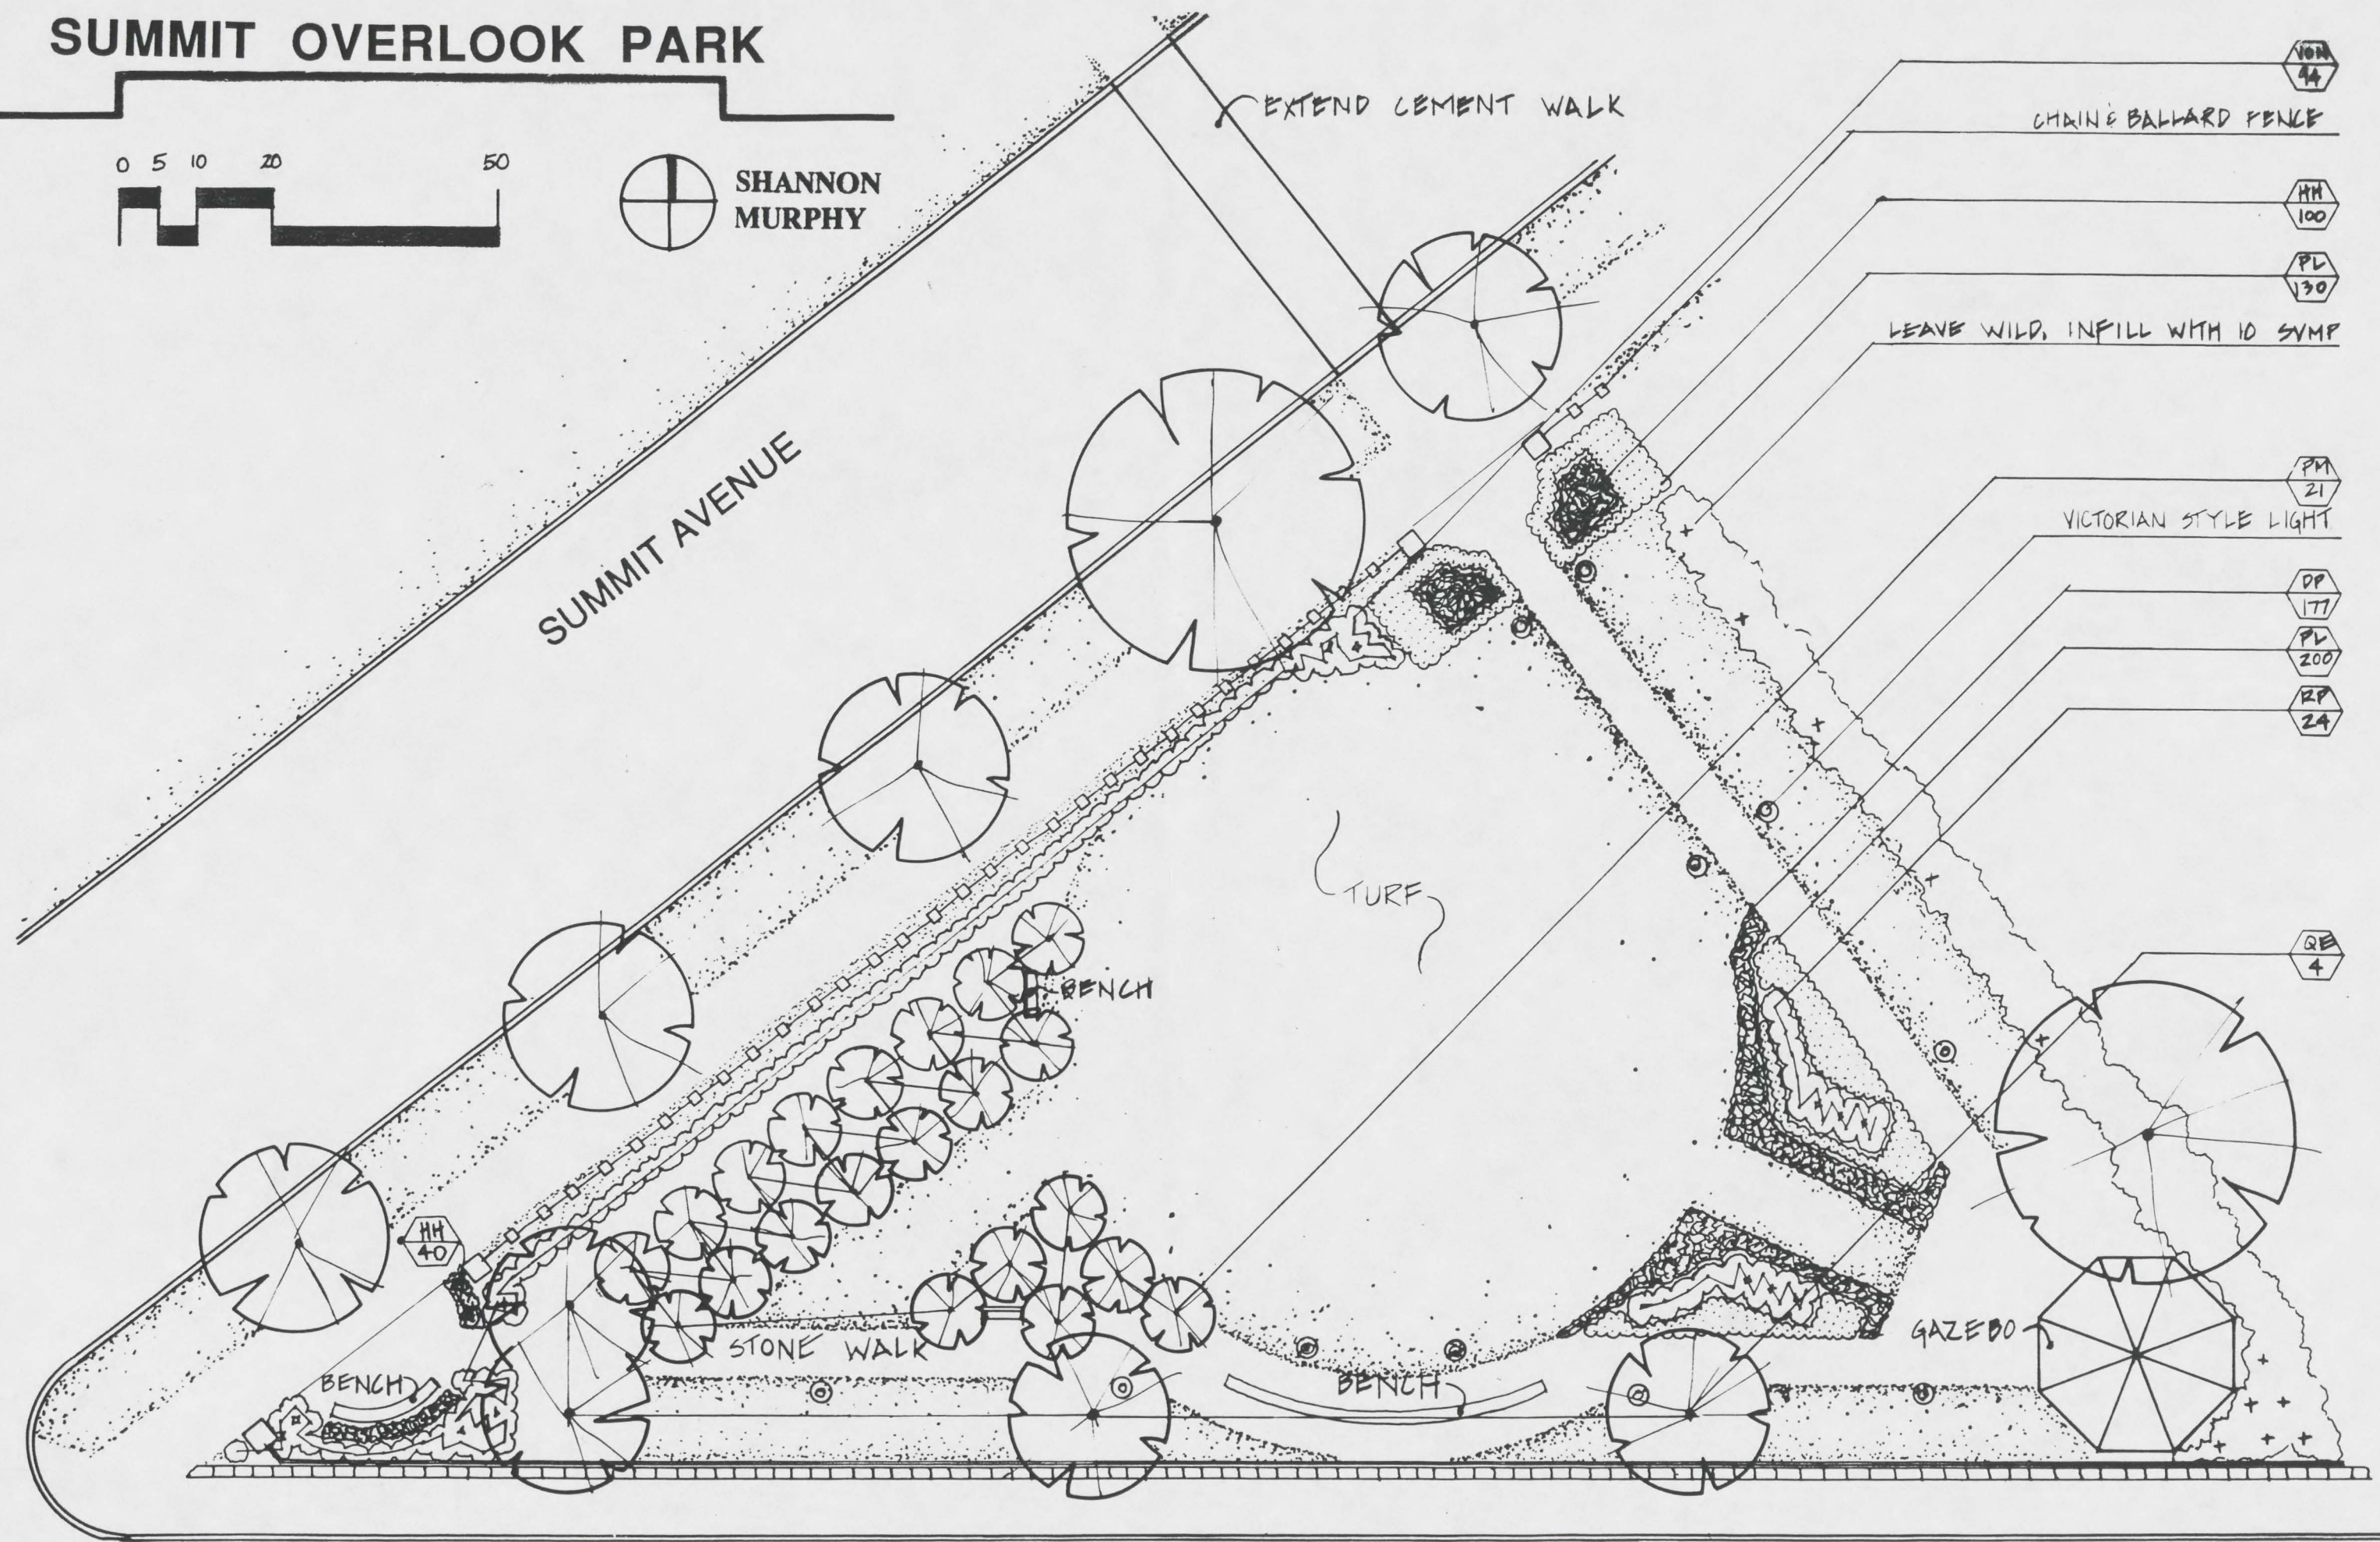 SUMMIT OVERLOOK PARK
0 5 10 20 50
SHANNON
MURPHY
EXTEND CEMENT WALK
44
CHAIN & BALLARD FENCE
HH
100
PL
130
LEAVE WILD, INFILL WITH 10 SVMP
SUMMIT AVENUE
PM
21
VICTORIAN STYLE LIGHT
DP
177
PL
200
RP
24
TURF
QE
4
BENCH
HH
40
STONE WALK
GAZEBO
BENCH
BENCH